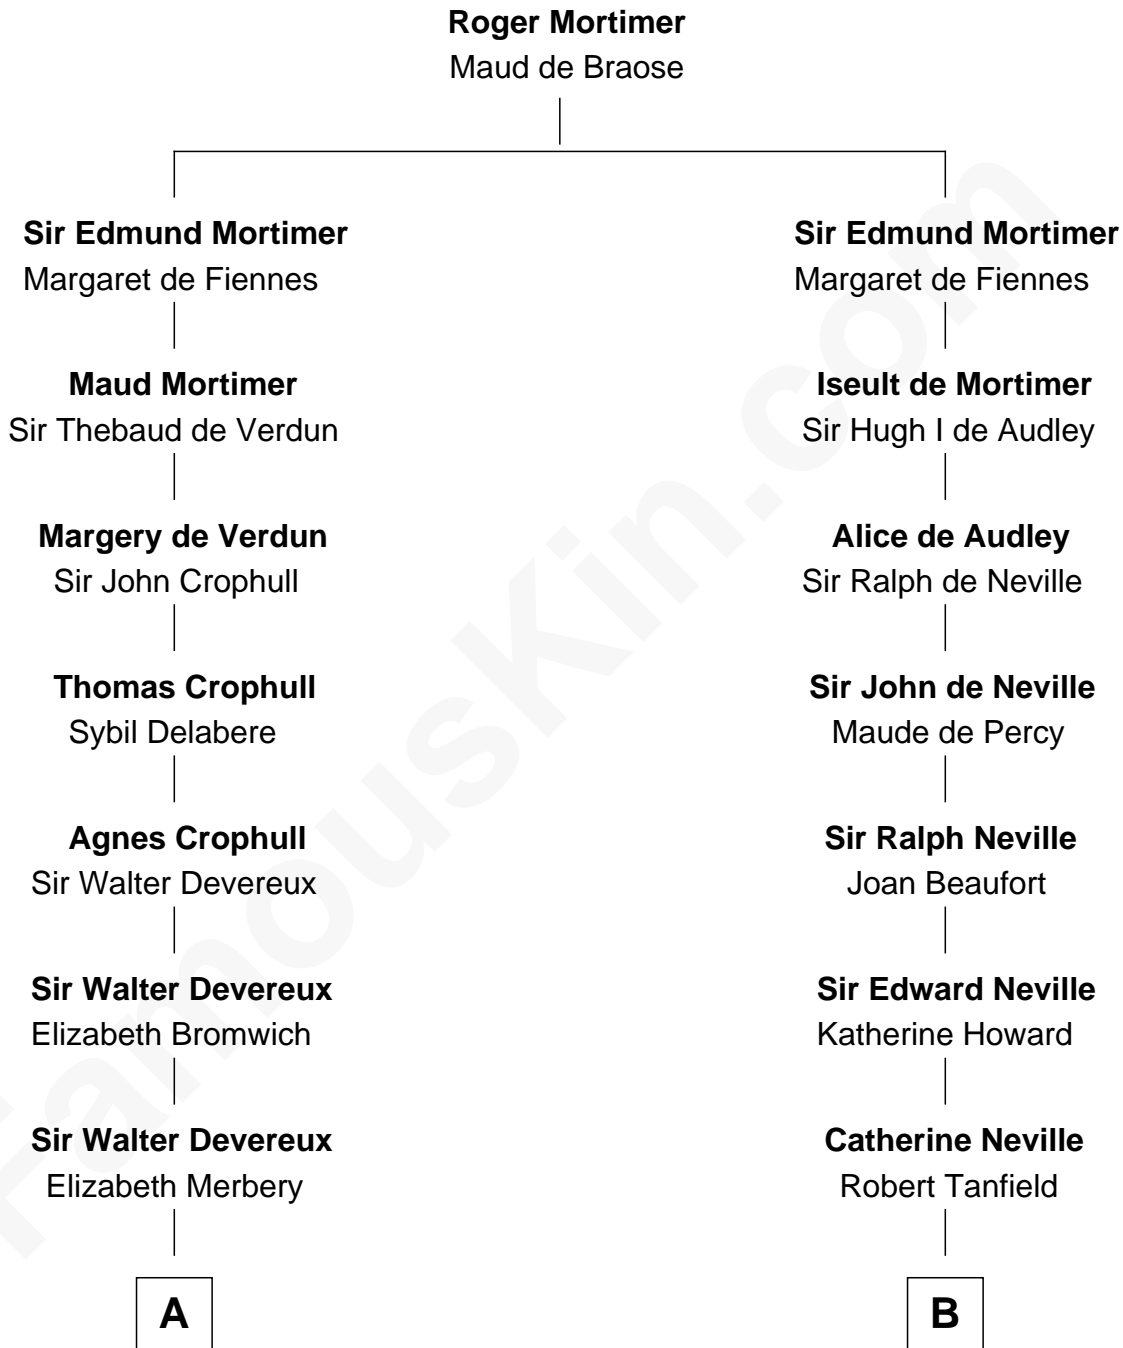 Roger Mortimer
Maud de Braose
Sir Edmund Mortimer
Margaret de Fiennes
Sir Edmund Mortimer
Margaret de Fiennes
Maud Mortimer
Sir Thebaud de Verdun
Iseult de Mortimer
Sir Hugh I de Audley
Margery de Verdun
Sir John Crophull
Alice de Audley
Sir Ralph de Neville
Thomas Crophull
Sybil Delabere
Sir John de Neville
Maude de Percy
Agnes Crophull
Sir Walter Devereux
Sir Ralph Neville
Joan Beaufort
Sir Walter Devereux
Elizabeth Bromwich
Sir Edward Neville
Katherine Howard
Sir Walter Devereux
Elizabeth Merbery
Catherine Neville
Robert Tanfield
A
B
FamousKin.com